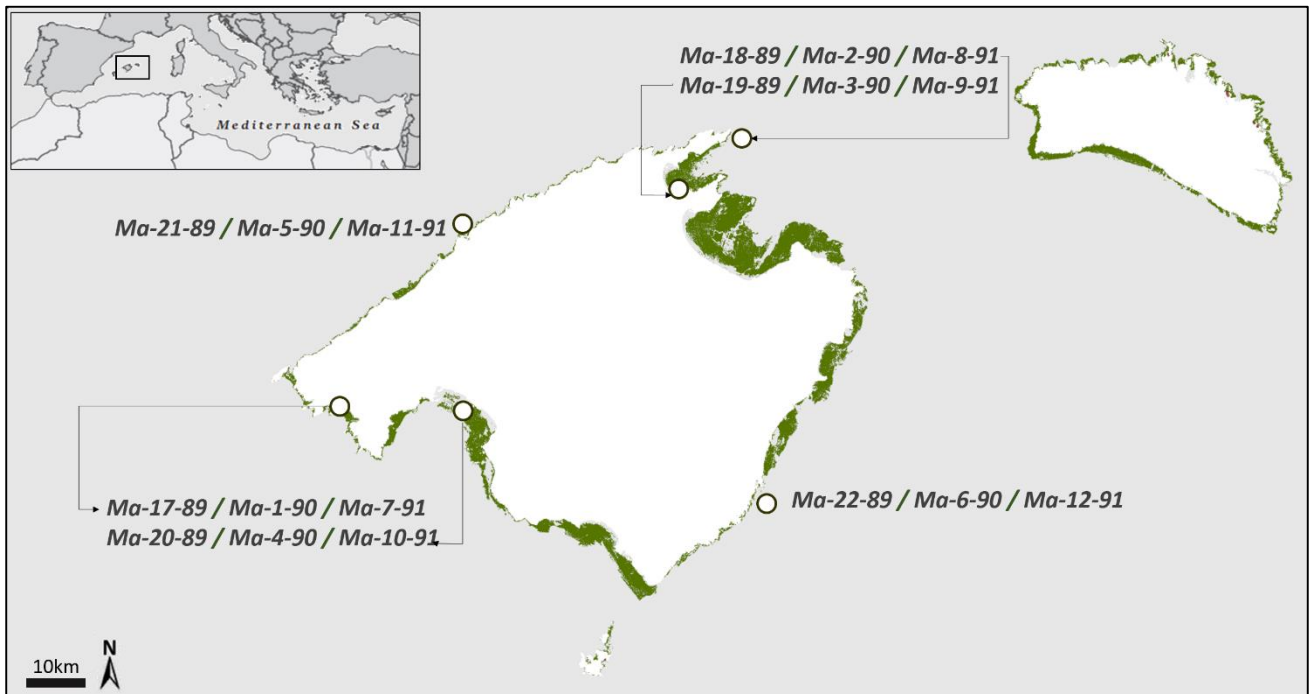 Mediterranean Sea
Ma-18-89 / Ma-2-90 / Ma-8-91
Ma-19-89 / Ma-3-90 / Ma-9-91
Ma-21-89 / Ma-5-90 / Ma-11-91
Ma-17-89 / Ma-1-90 / Ma-7-91
Ma-20-89 / Ma-4-90 / Ma-10-91
Ma-22-89 / Ma-6-90 / Ma-12-91
10km
N